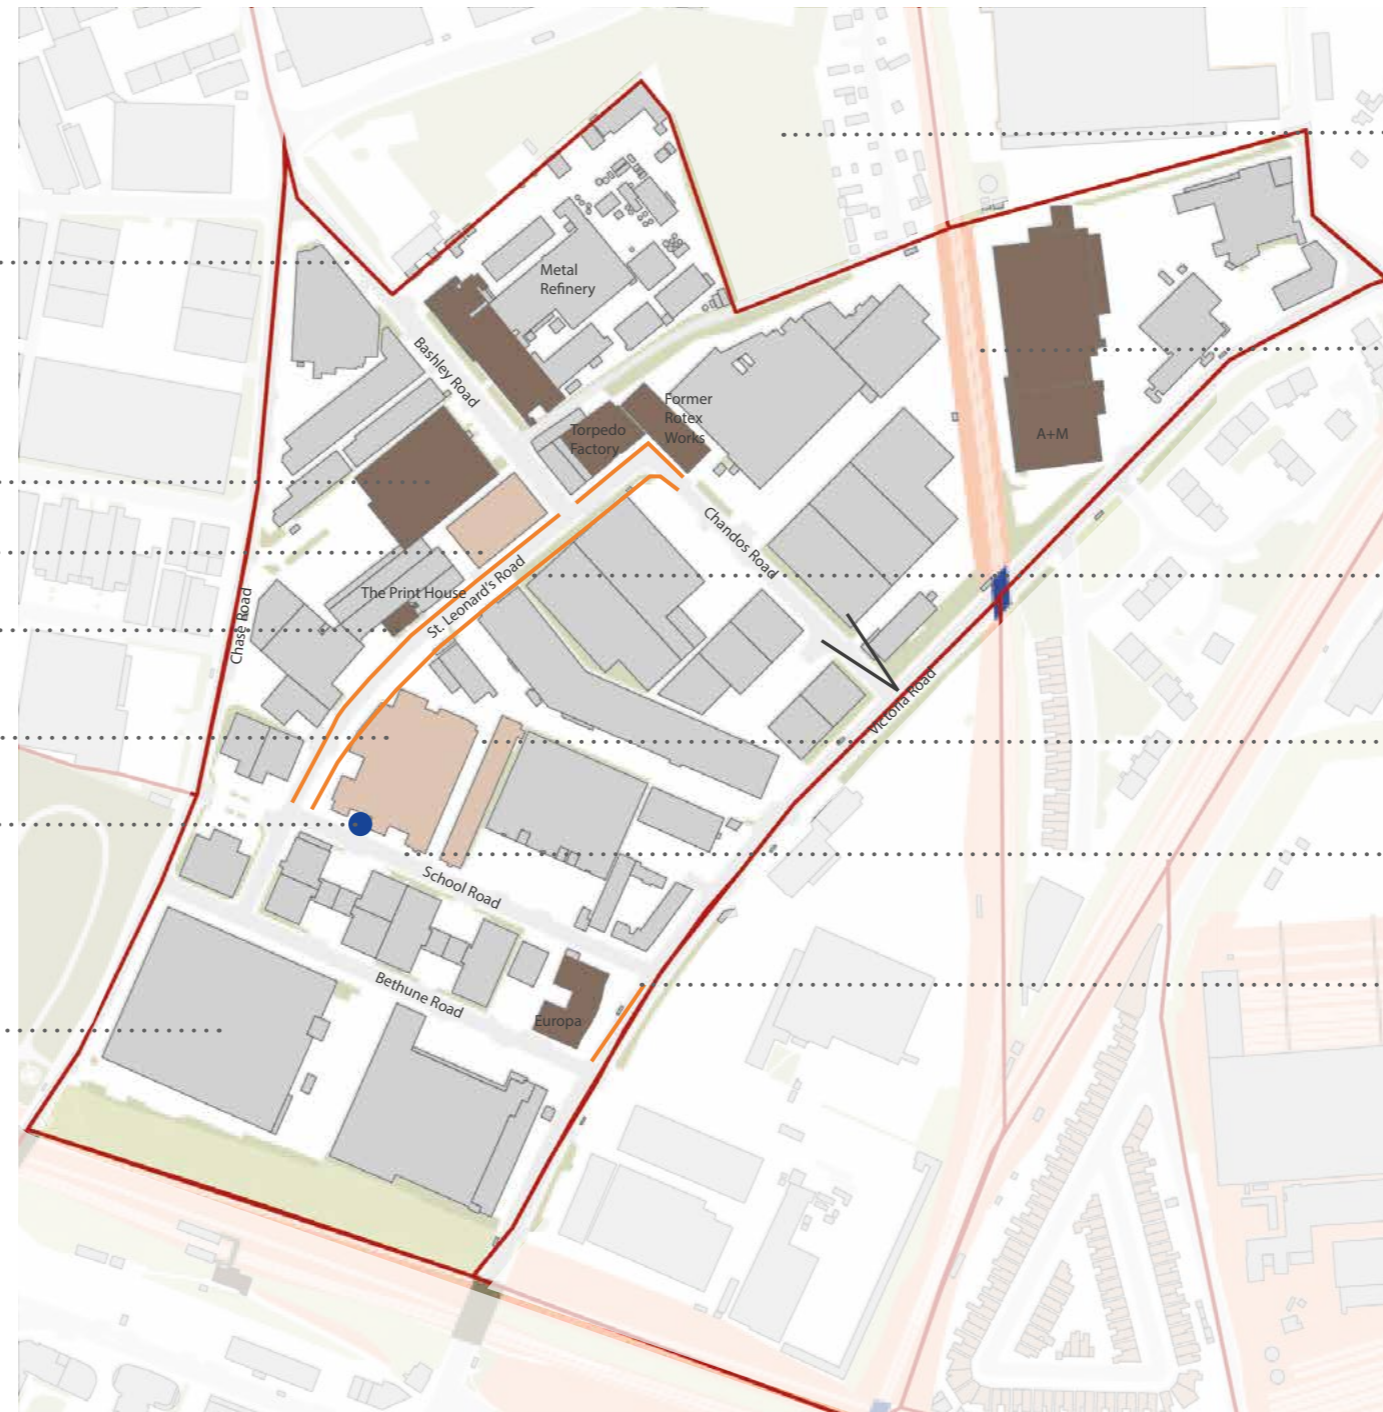 Metal
Refinery
Bashley Road
Former
Rotex
Works
Torpedo
Factory
A+M
Chandos Road
The Print House
St. Leonard's Road
Chase Road
Victoria Road
School Road
Bethune Road
Europa